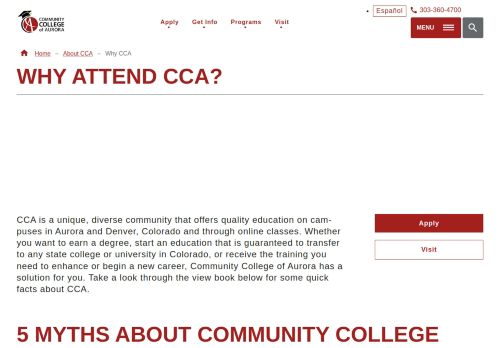 COMMUNITY
COLLEGE
of AURORA
Apply
Get Info
Programs
Visit
Español
303-360-4700
MENU
Home – About CCA – Why CCA
WHY ATTEND CCA?
CCA is a unique, diverse community that offers quality education on cam-
puses in Aurora and Denver, Colorado and through online classes. Whether
you want to earn a degree, start an education that is guaranteed to transfer
to any state college or university in Colorado, or receive the training you
need to enhance or begin a new career, Community College of Aurora has a
solution for you. Take a look through the view book below for some quick
facts about CCA.
Apply
Visit
5 MYTHS ABOUT COMMUNITY COLLEGE